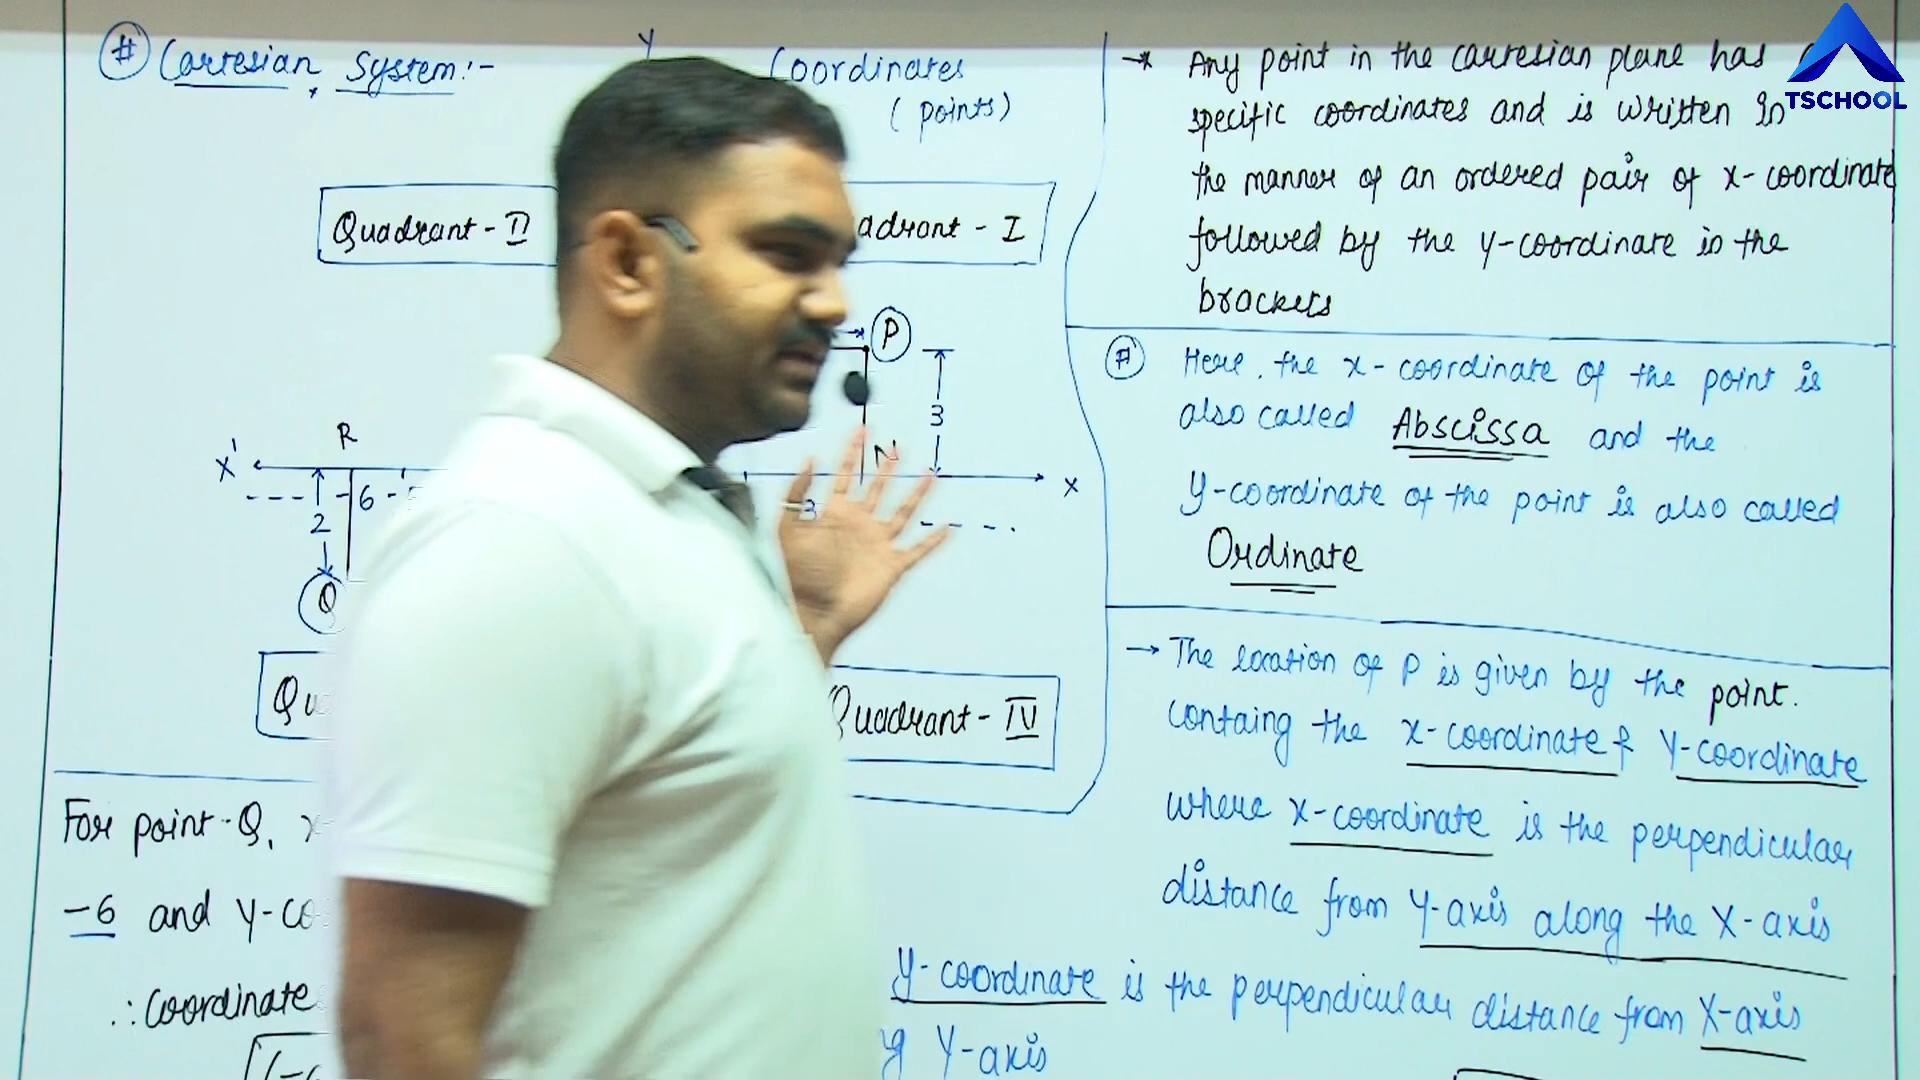 # Cartesian System:-
Y
Coordinates
(points)
Quadrant - II
adrant - I
P
3
R
X'
N
X
-6
2
3
Q
Quadrant - IV
For point - Q, x-
-6 and y-co
∴ Coordinate
(-6
→* Any point in the cartesian plane has
specific coordinates and is written in
the manner of an ordered pair of x-coordinate
followed by the y-coordinate in the
brackets
# Here, the x-coordinate of the point is
also called Abscissa and the
y-coordinate of the point is also called
Ordinate
→ The location of P is given by the point.
containg the x-coordinate & Y-coordinate
where x-coordinate is the perpendicular
distance from Y-axis along the X-axis
Y-coordinate is the perpendicular distance from X-axis
Y-axis
TSCHOOL